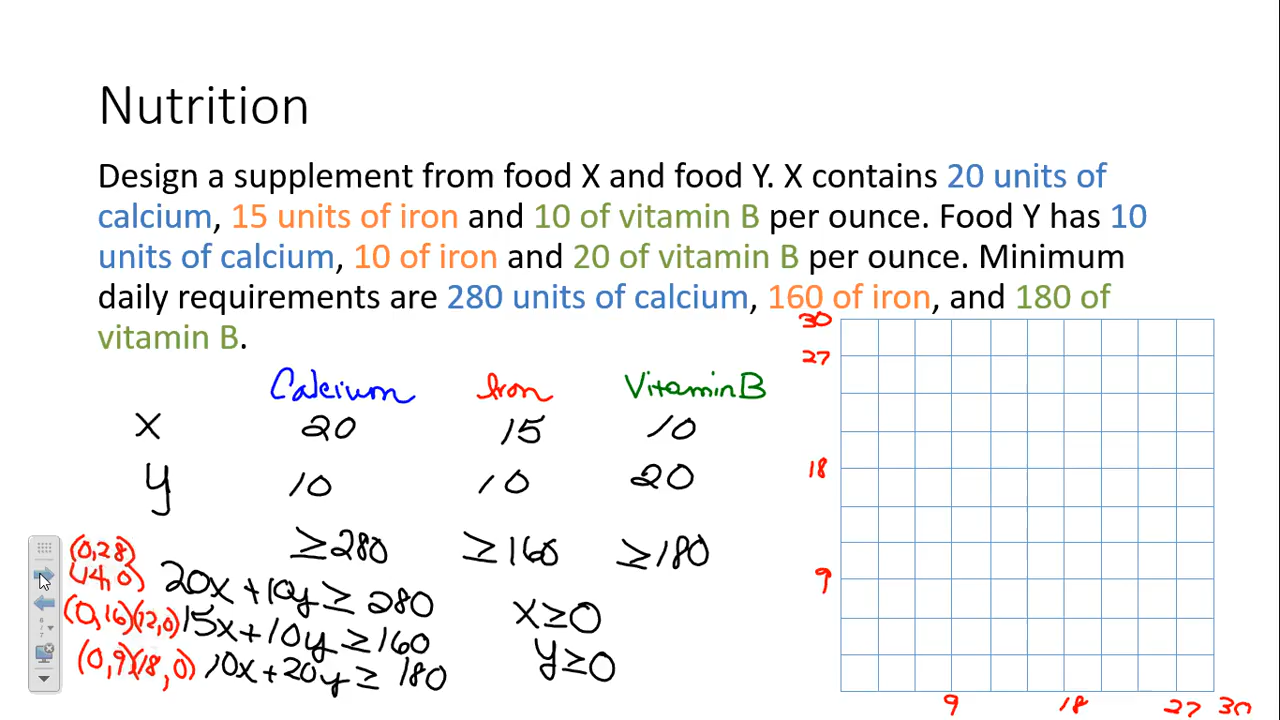 Nutrition
Design a supplement from food X and food Y. X contains 20 units of
calcium, 15 units of iron and 10 of vitamin B per ounce. Food Y has 10
units of calcium, 10 of iron and 20 of vitamin B per ounce. Minimum
daily requirements are 280 units of calcium, 160 of iron, and 180 of
vitamin B.
Calcium Iron Vitamin B
X 20 15 10
y 10 10 20
≥280 ≥160 ≥180
(0,28)
(14,0) 20x+10y≥280
(0,16)(12,0) 15x+10y≥160
(0,9)(18,0) 10x+20y≥180
x≥0
y≥0
30
27
18
9
9 18 27 30